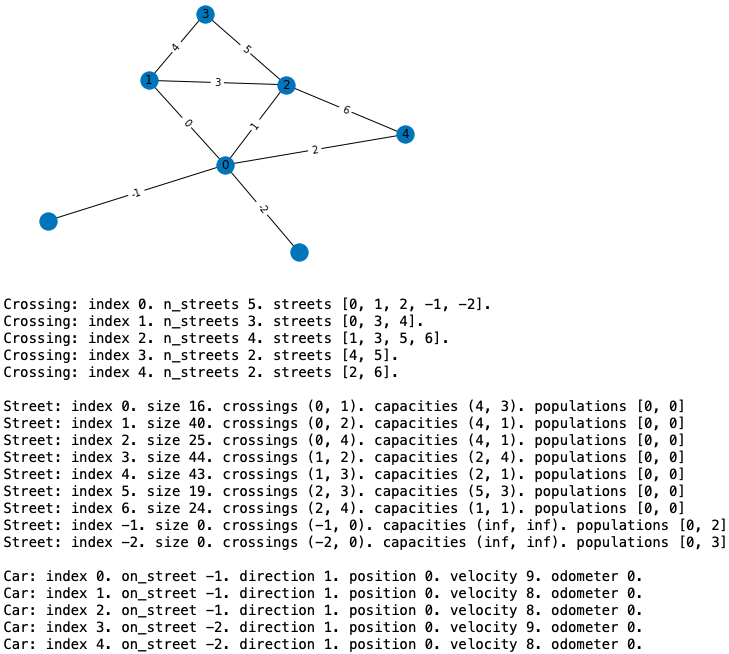 3
4
5
1
3
2
6
0
1
4
2
0
-1
-2
Crossing: index 0. n_streets 5. streets [0, 1, 2, -1, -2].
Crossing: index 1. n_streets 3. streets [0, 3, 4].
Crossing: index 2. n_streets 4. streets [1, 3, 5, 6].
Crossing: index 3. n_streets 2. streets [4, 5].
Crossing: index 4. n_streets 2. streets [2, 6].
Street: index 0. size 16. crossings (0, 1). capacities (4, 3). populations [0, 0]
Street: index 1. size 40. crossings (0, 2). capacities (4, 1). populations [0, 0]
Street: index 2. size 25. crossings (0, 4). capacities (4, 1). populations [0, 0]
Street: index 3. size 44. crossings (1, 2). capacities (2, 4). populations [0, 0]
Street: index 4. size 43. crossings (1, 3). capacities (2, 1). populations [0, 0]
Street: index 5. size 19. crossings (2, 3). capacities (5, 3). populations [0, 0]
Street: index 6. size 24. crossings (2, 4). capacities (1, 1). populations [0, 0]
Street: index -1. size 0. crossings (-1, 0). capacities (inf, inf). populations [0, 2]
Street: index -2. size 0. crossings (-2, 0). capacities (inf, inf). populations [0, 3]
Car: index 0. on_street -1. direction 1. position 0. velocity 9. odometer 0.
Car: index 1. on_street -1. direction 1. position 0. velocity 8. odometer 0.
Car: index 2. on_street -1. direction 1. position 0. velocity 8. odometer 0.
Car: index 3. on_street -2. direction 1. position 0. velocity 9. odometer 0.
Car: index 4. on_street -2. direction 1. position 0. velocity 8. odometer 0.